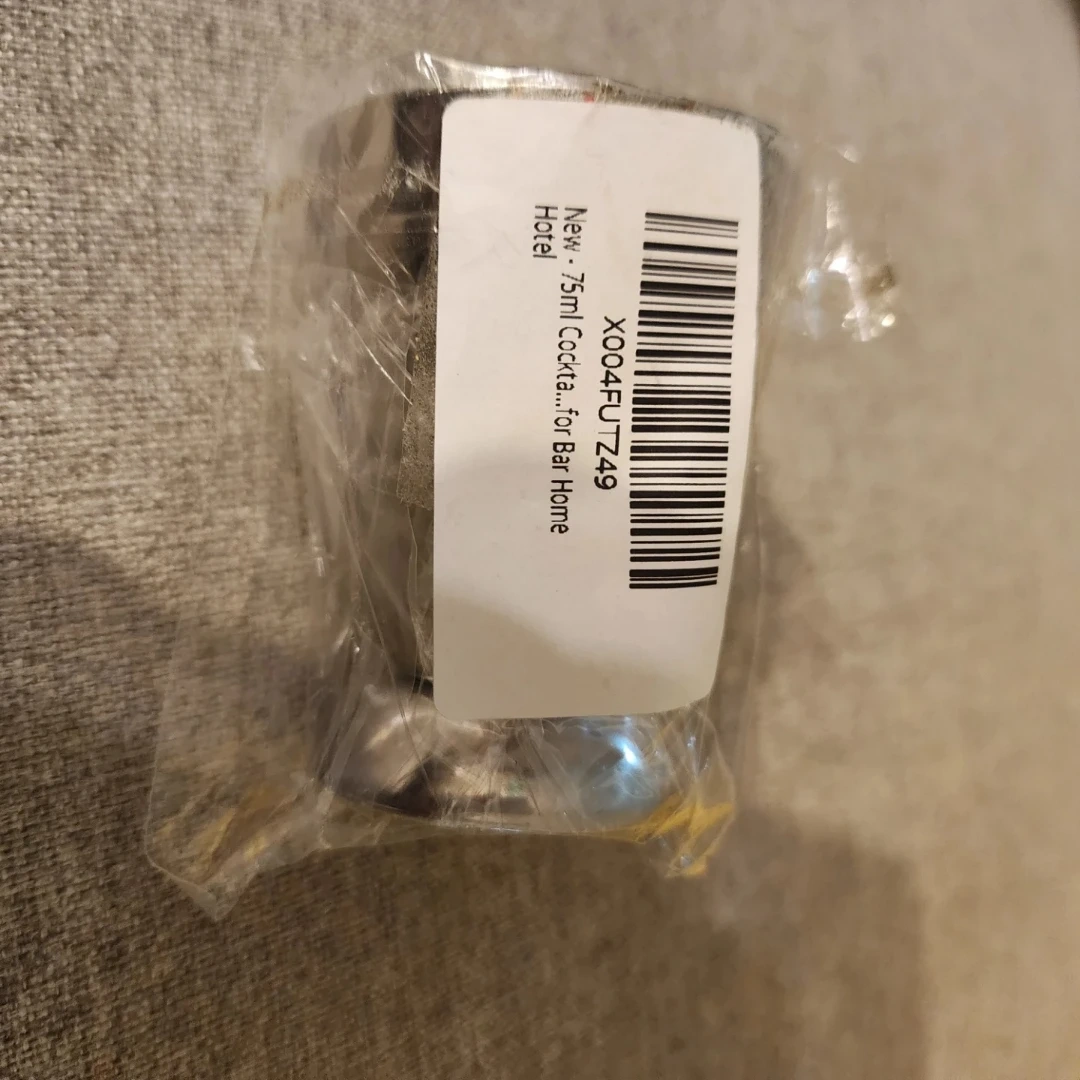 X004FUTZ49
New - 75ml Cockta...for Bar Home
Hotel